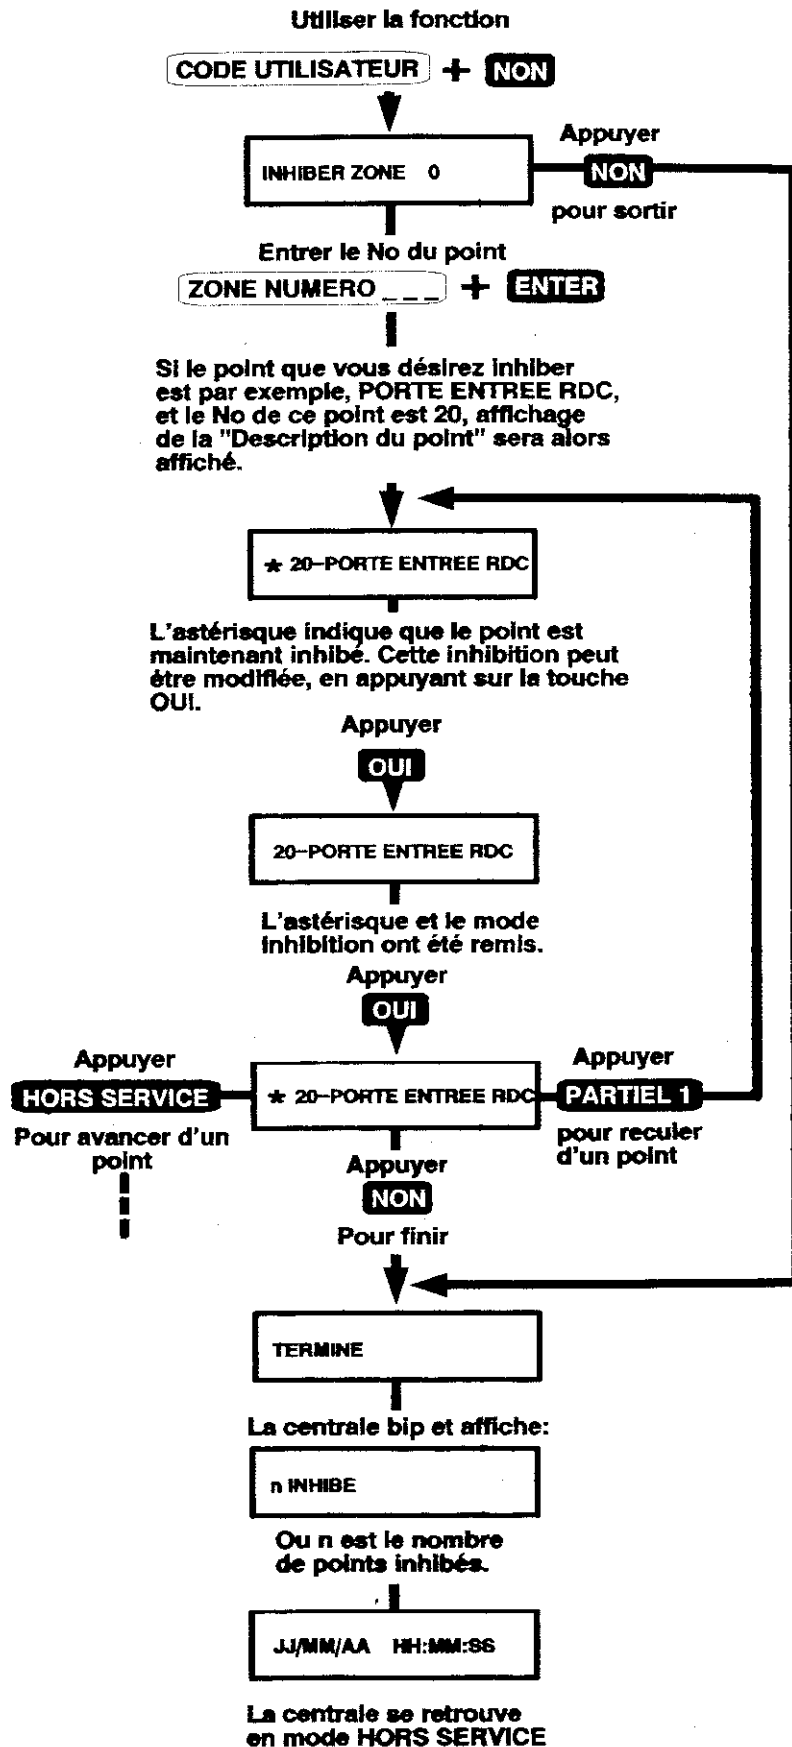 Utiliser la fonction
CODE UTILISATEUR + NON
Appuyer
INHIBER ZONE 0
NON
pour sortir
Entrer le No du point
ZONE NUMERO _ _ _ + ENTER
Si le point que vous désirez inhiber
est par exemple, PORTE ENTREE RDC,
et le No de ce point est 20, affichage
de la "Description du point" sera alors
affiché.
* 20-PORTE ENTREE RDC
L'astérisque indique que le point est
maintenant inhibé. Cette inhibition peut
être modifiée, en appuyant sur la touche
OUI.
Appuyer
OUI
20-PORTE ENTREE RDC
L'astérisque et le mode
inhibition ont été remis.
Appuyer
OUI
Appuyer
HORS SERVICE
Pour avancer d'un
point
* 20-PORTE ENTREE RDC
Appuyer
PARTIEL 1
pour reculer
d'un point
Appuyer
NON
Pour finir
TERMINE
La centrale bip et affiche:
n INHIBE
Ou n est le nombre
de points inhibés.
JJ/MM/AA HH:MM:SS
La centrale se retrouve
en mode HORS SERVICE